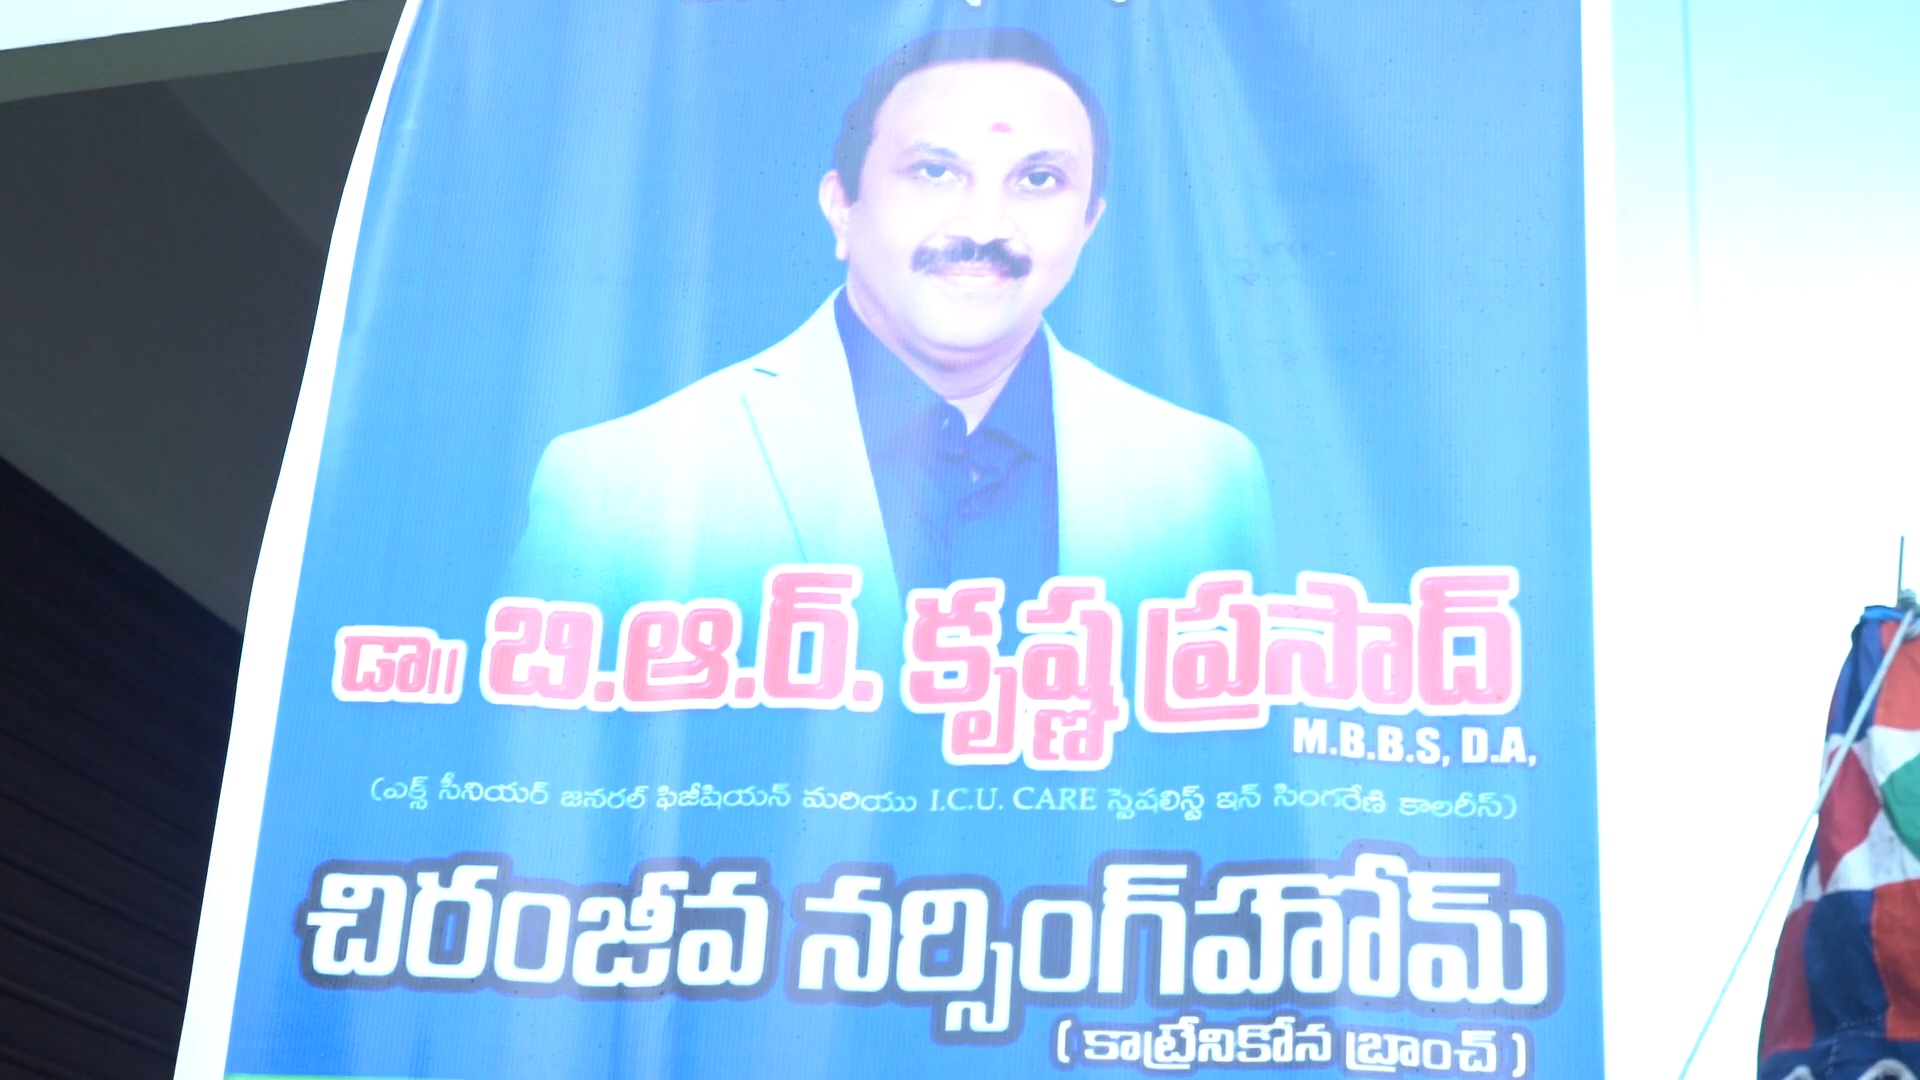 డా॥ బి.ఆర్. కృష్ణ ప్రసాద్
M.B.B.S, D.A,
(ఎక్స్ సీనియర్ జనరల్ ఫిజీషియన్ మరియు I.C.U. CARE స్పెషలిస్ట్ ఇన్ సింగరేణి కాలరీస్)
చిరంజీవ నర్సింగ్‌హోమ్
( కాట్రేనికోన బ్రాంచ్ )